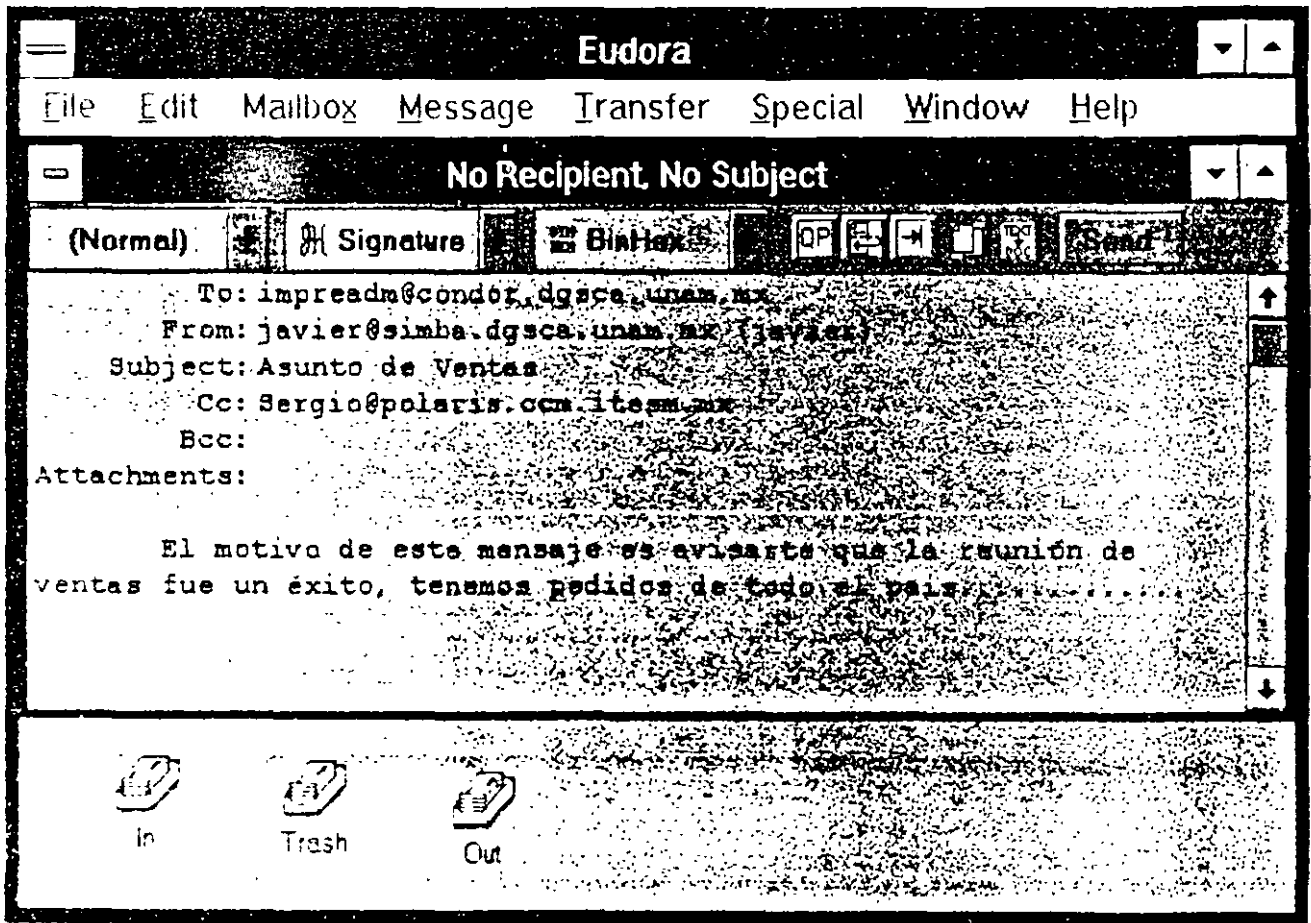 Eudora
File Edit Mailbox Message Transfer Special Window Help
No Recipient, No Subject
(Normal) Signature BinHex QP TEXT Send
To: impreadm@condor.dgsca.unam.mx
From: javier@simba.dgsca.unam.mx (javier)
Subject: Asunto de Ventas
Cc: Sergio@polaris.ccm.itesm.mx
Bcc:
Attachments:
El motivo de este mensaje es avisarte que la reunión de
ventas fue un éxito, tenemos pedidos de todo el pais.............
In Trash Out